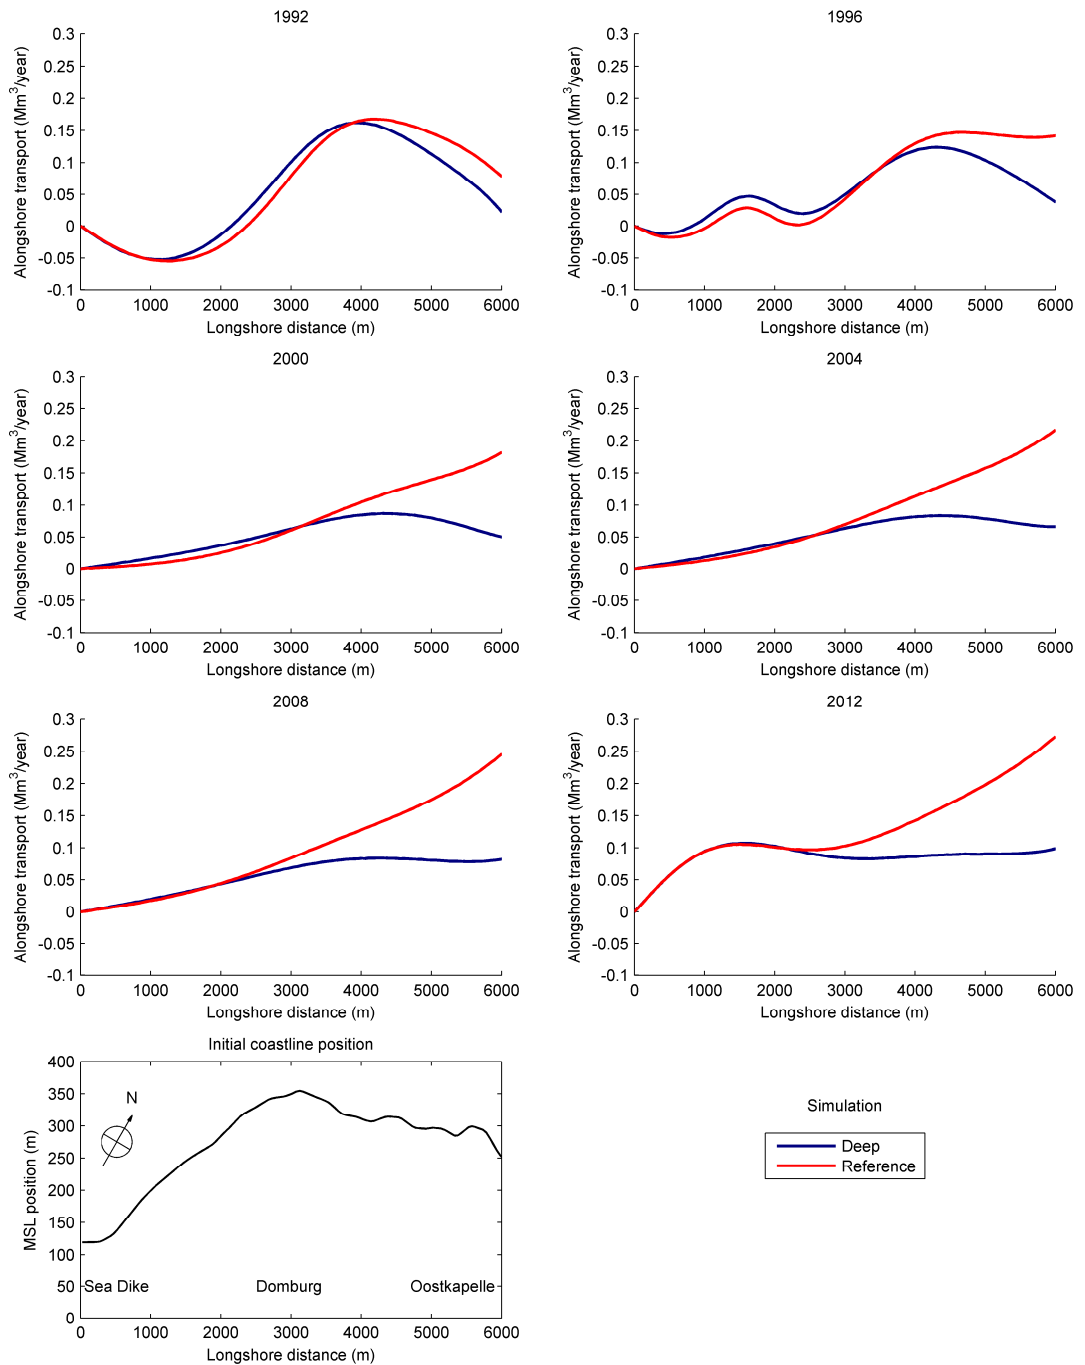 1992
0.3
0.25
0.2
0.15
0.1
0.05
0
-0.05
-0.1
Alongshore transport (Mm³/year)
0 1000 2000 3000 4000 5000 6000
Longshore distance (m)
1996
0.3
0.25
0.2
0.15
0.1
0.05
0
-0.05
-0.1
Alongshore transport (Mm³/year)
0 1000 2000 3000 4000 5000 6000
Longshore distance (m)
2000
0.3
0.25
0.2
0.15
0.1
0.05
0
-0.05
-0.1
Alongshore transport (Mm³/year)
0 1000 2000 3000 4000 5000 6000
Longshore distance (m)
2004
0.3
0.25
0.2
0.15
0.1
0.05
0
-0.05
-0.1
Alongshore transport (Mm³/year)
0 1000 2000 3000 4000 5000 6000
Longshore distance (m)
2008
0.3
0.25
0.2
0.15
0.1
0.05
0
-0.05
-0.1
Alongshore transport (Mm³/year)
0 1000 2000 3000 4000 5000 6000
Longshore distance (m)
2012
0.3
0.25
0.2
0.15
0.1
0.05
0
-0.05
-0.1
Alongshore transport (Mm³/year)
0 1000 2000 3000 4000 5000 6000
Longshore distance (m)
Initial coastline position
400
350
300
250
200
150
100
50
0
MSL position (m)
N
Sea Dike Domburg Oostkapelle
0 1000 2000 3000 4000 5000 6000
Longshore distance (m)
Simulation
Deep
Reference